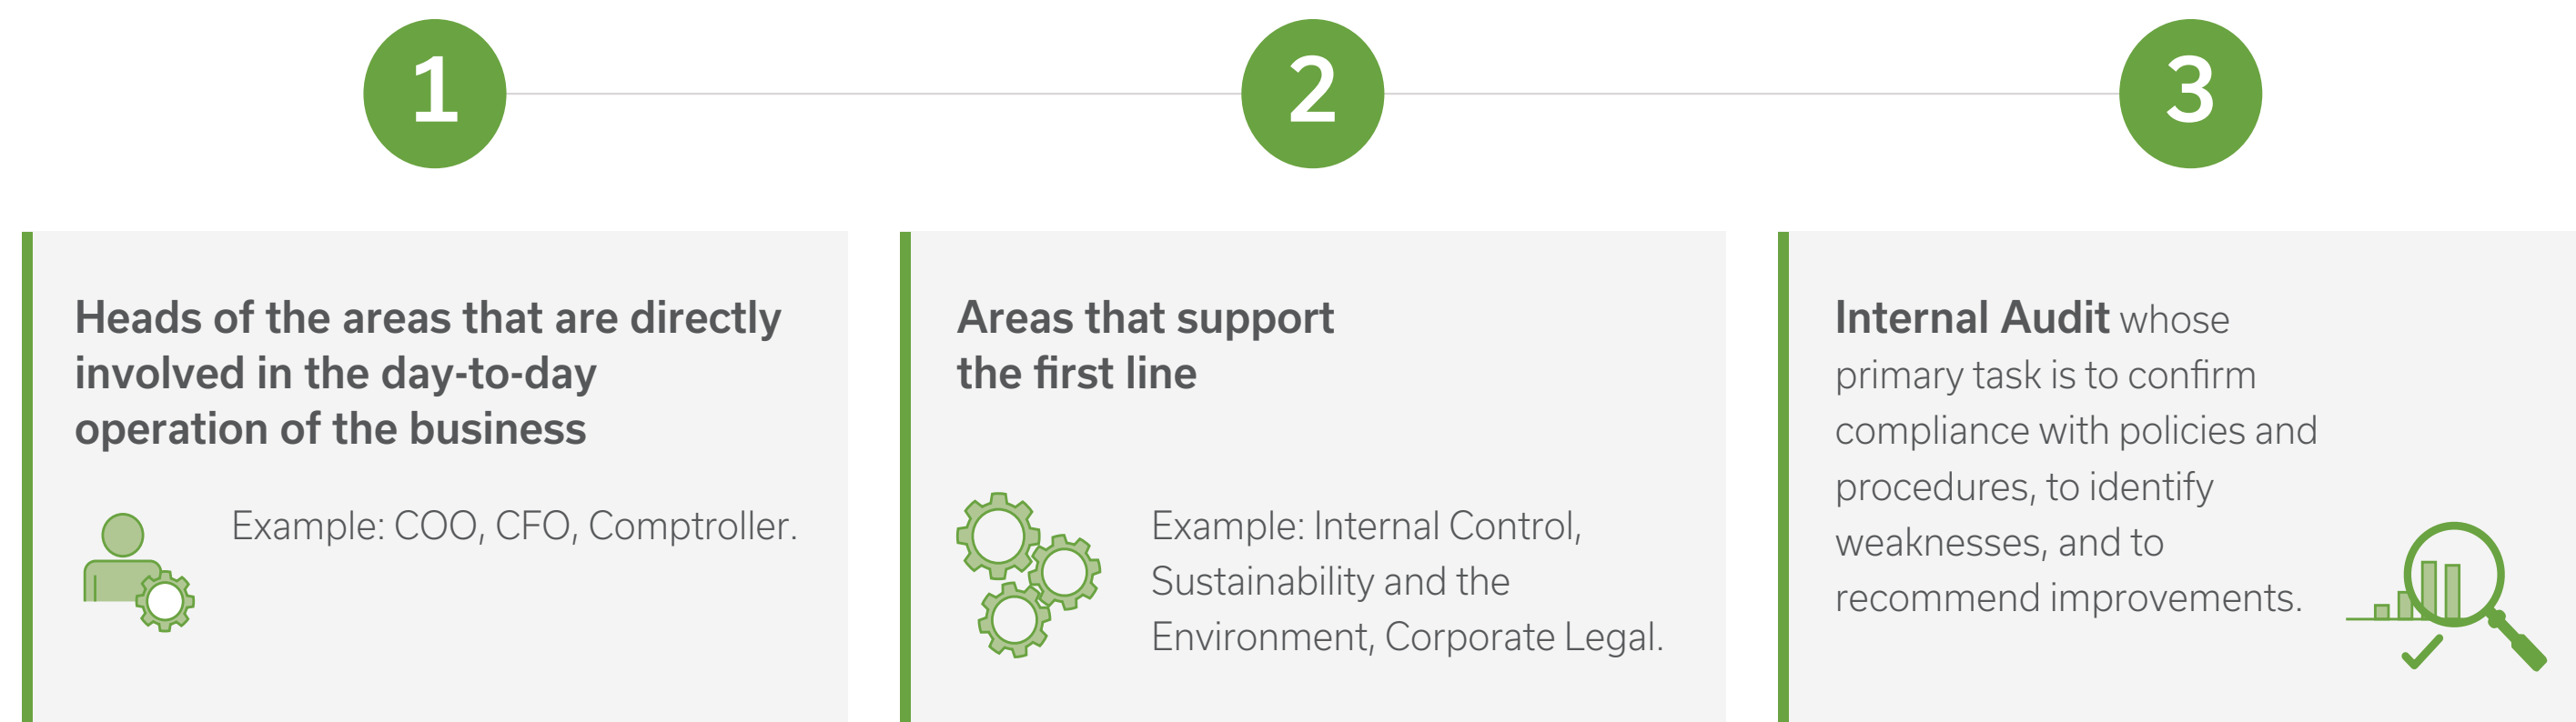 1
2
3
Heads of the areas that are directly
involved in the day-to-day
operation of the business
Example: COO, CFO, Comptroller.
Areas that support
the first line
Example: Internal Control,
Sustainability and the
Environment, Corporate Legal.
Internal Audit whose
primary task is to confirm
compliance with policies and
procedures, to identify
weaknesses, and to
recommend improvements.